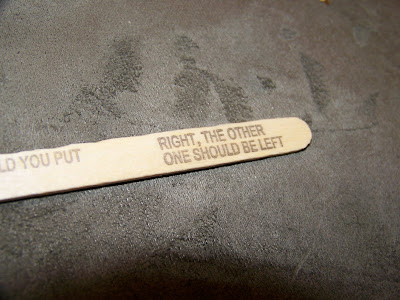 LD YOU PUT
RIGHT, THE OTHER
ONE SHOULD BE LEFT